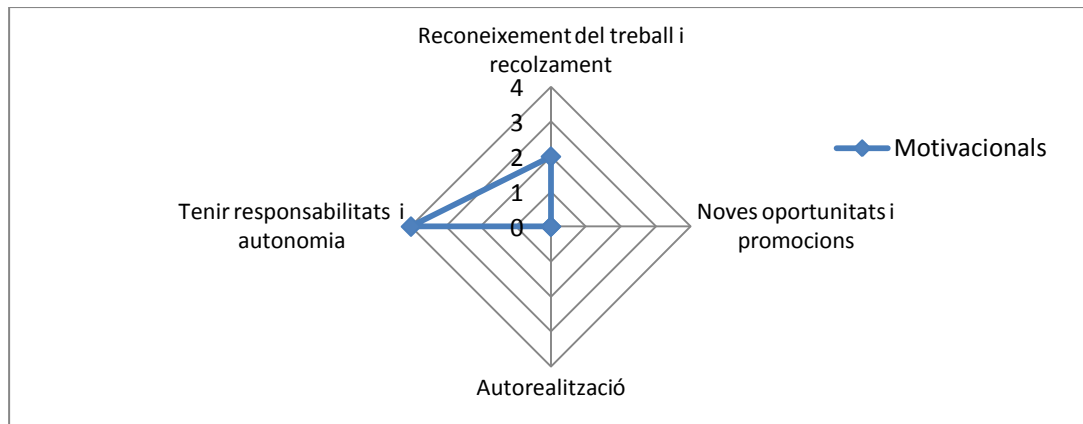 Reconeixement del treball i
recolzament
4
3
2
1
0
Motivacionals
Tenir responsabilitats i
autonomia
Noves oportunitats i
promocions
Autorealització